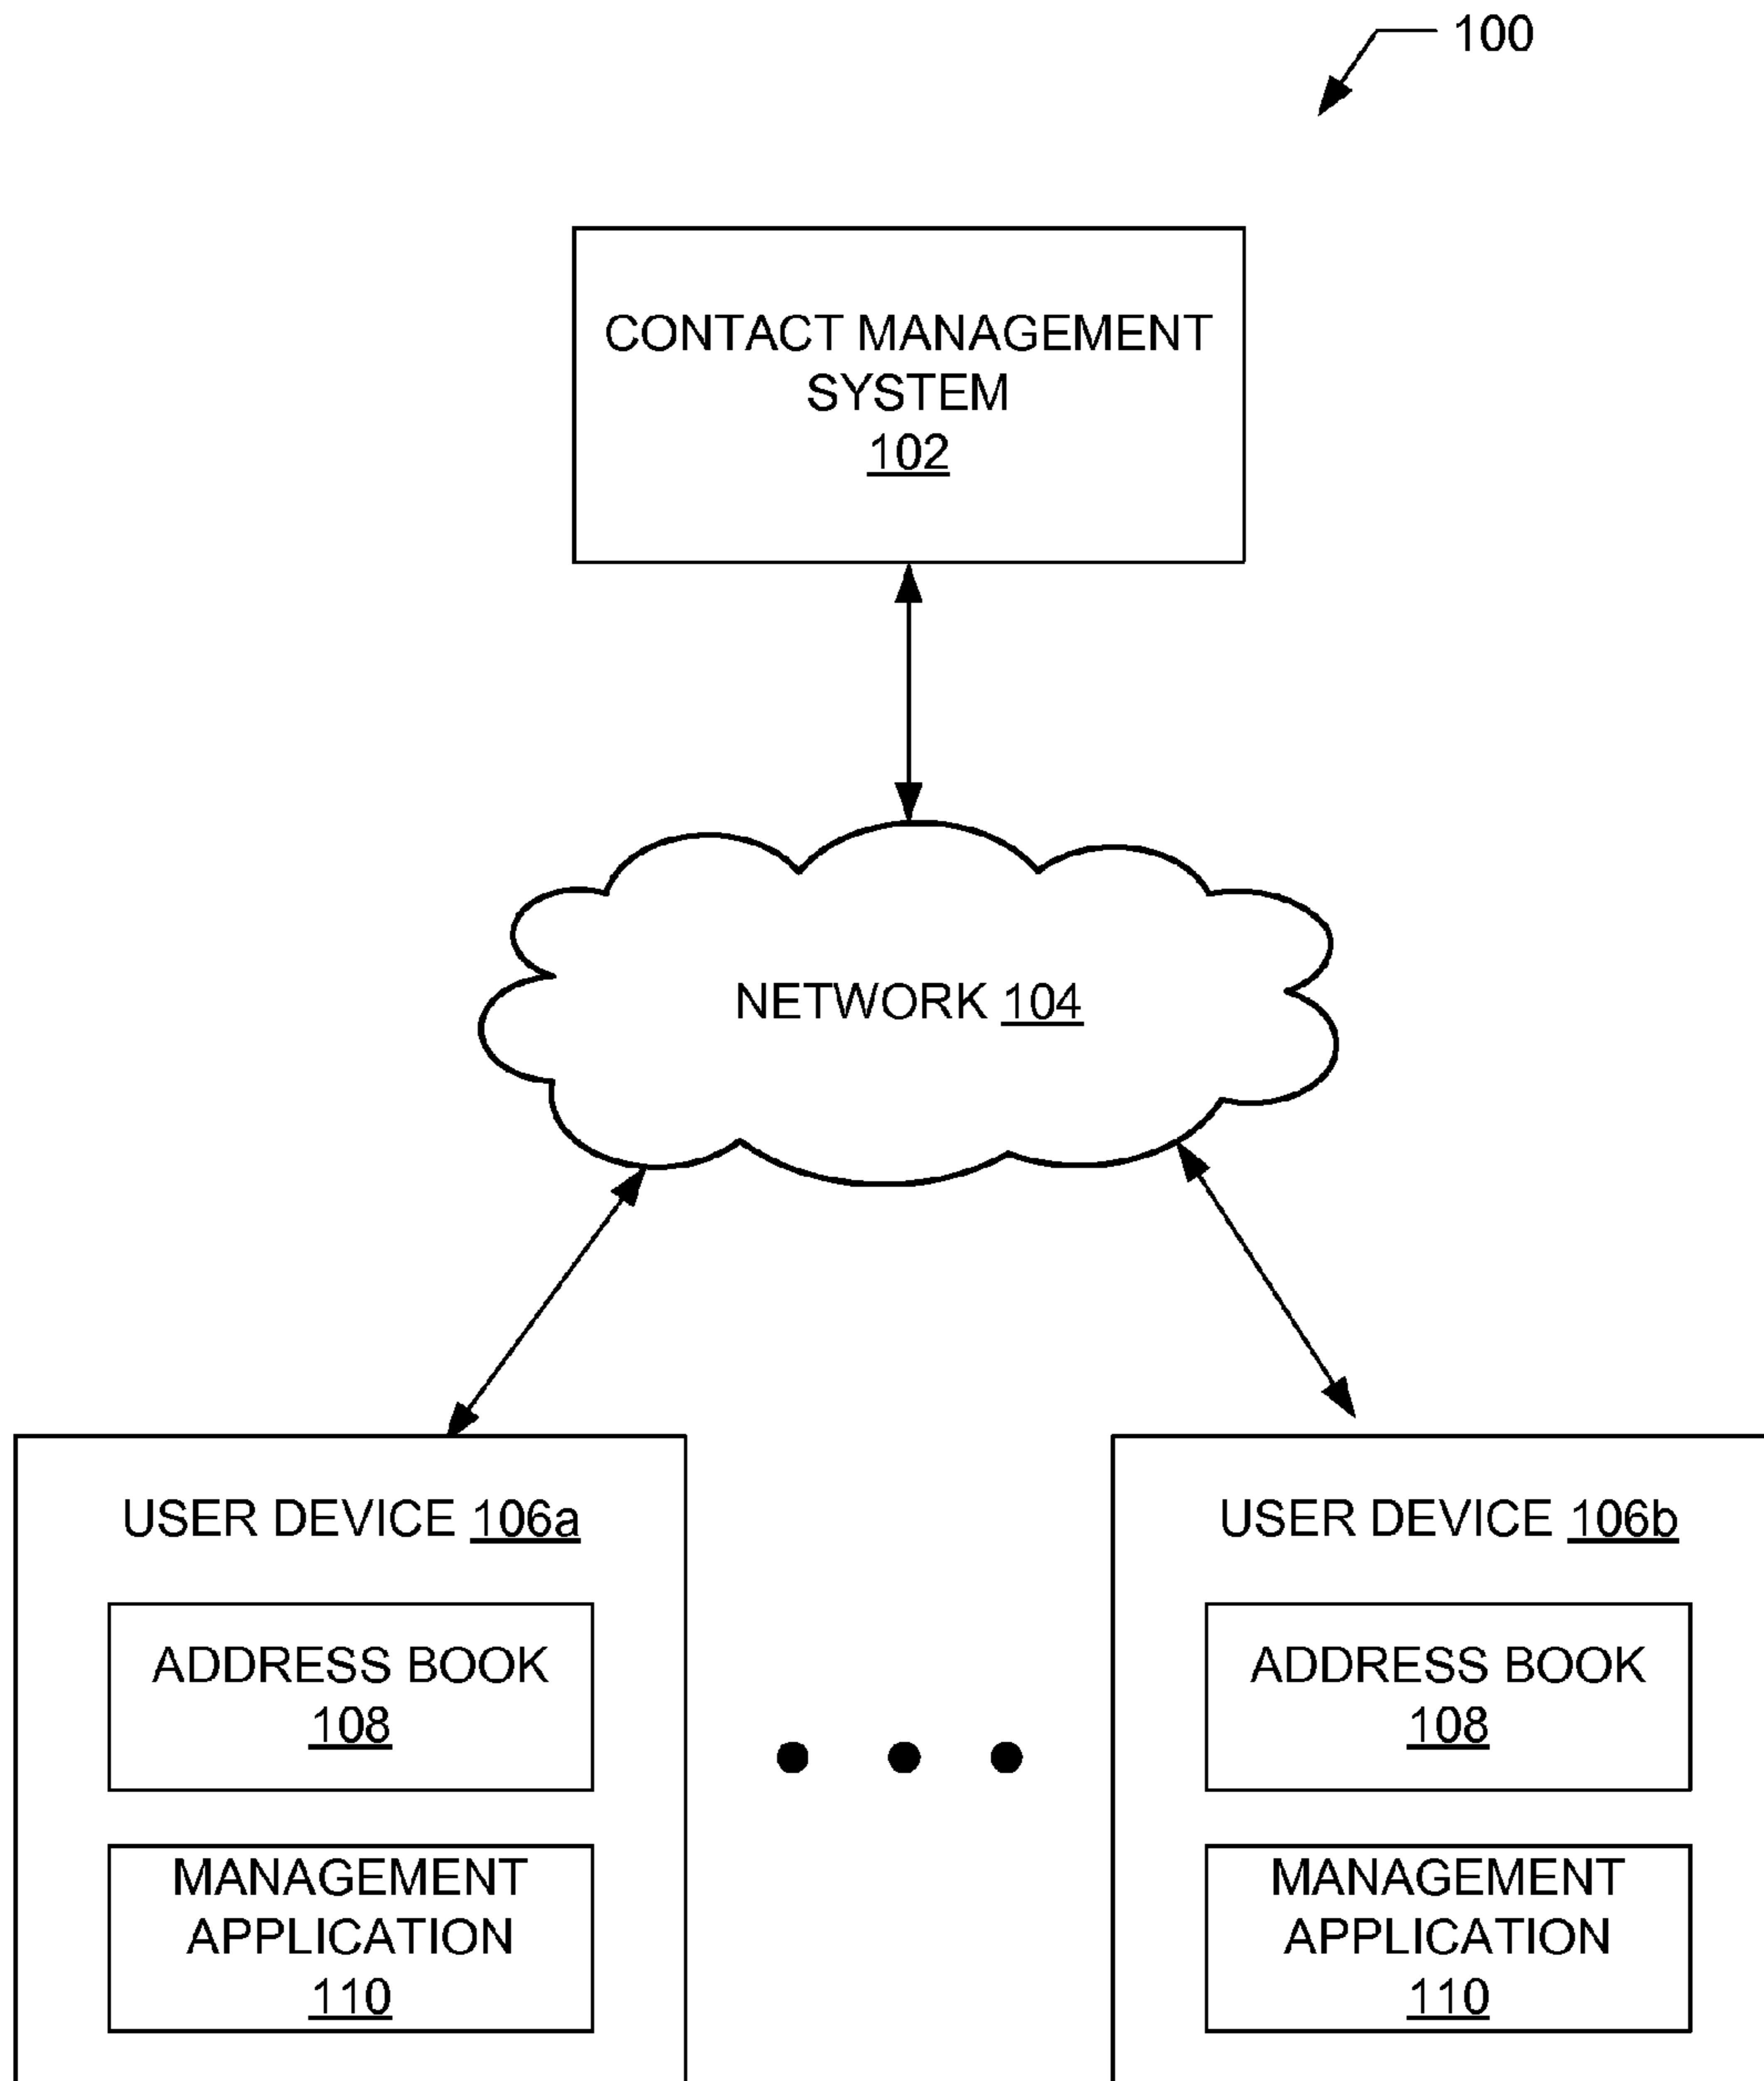 100
CONTACT MANAGEMENT
SYSTEM
102
NETWORK 104
USER DEVICE 106a
ADDRESS BOOK
108
MANAGEMENT
APPLICATION
110
USER DEVICE 106b
ADDRESS BOOK
108
MANAGEMENT
APPLICATION
110